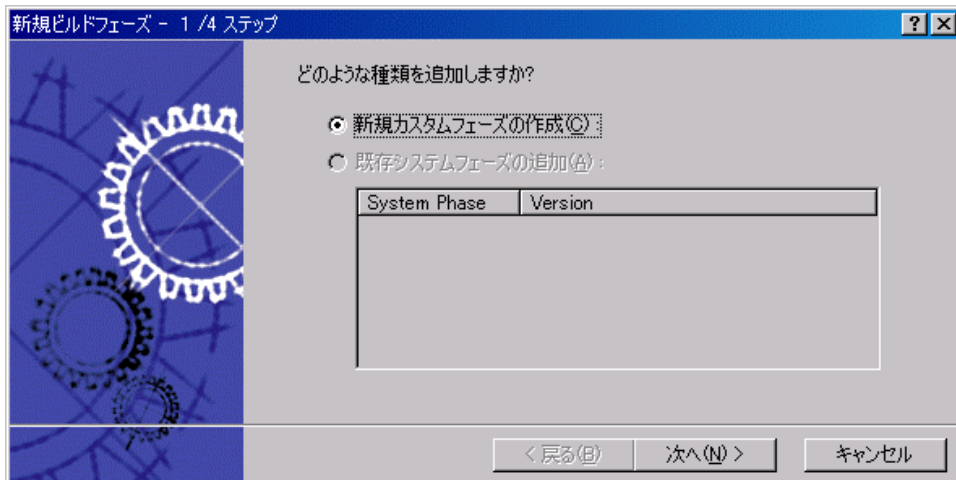 新規ビルドフェーズ - 1 /4 ステップ
どのような種類を追加しますか?
新規カスタムフェーズの作成(C) :
既存システムフェーズの追加(A) :
System Phase Version
< 戻る(B) 次へ(N) > キャンセル